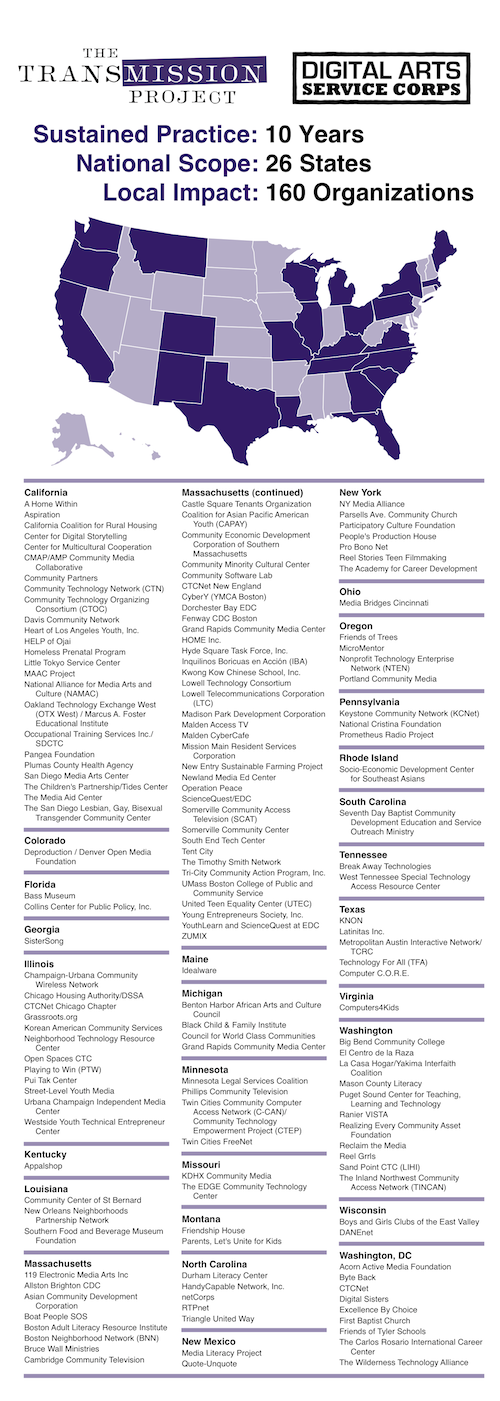 THE
TRANSMISSION
PROJECT
DIGITAL ARTS
SERVICE CORPS
Sustained Practice: 10 Years
National Scope: 26 States
Local Impact: 160 Organizations
California
A Home Within
Aspiration
California Coalition for Rural Housing
Center for Digital Storytelling
Center for Multicultural Cooperation
CMAP/AMP Community Media
Collaborative
Community Partners
Community Technology Network (CTN)
Community Technology Organizing
Consortium (CTOC)
Davis Community Network
Heart of Los Angeles Youth, Inc.
HELP of Ojai
Homeless Prenatal Program
Little Tokyo Service Center
MAAC Project
National Alliance for Media Arts and
Culture (NAMAC)
Oakland Technology Exchange West
(OTX West) / Marcus A. Foster
Educational Institute
Occupational Training Services Inc./
SDCTC
Pangea Foundation
Plumas County Health Agency
San Diego Media Arts Center
The Children's Partnership/Tides Center
The Media Aid Center
The San Diego Lesbian, Gay, Bisexual
Transgender Community Center
Colorado
Deproduction / Denver Open Media
Foundation
Florida
Bass Museum
Collins Center for Public Policy, Inc.
Georgia
SisterSong
Illinois
Champaign-Urbana Community
Wireless Network
Chicago Housing Authority/DSSA
CTCNet Chicago Chapter
Grassroots.org
Korean American Community Services
Neighborhood Technology Resource
Center
Open Spaces CTC
Playing to Win (PTW)
Pui Tak Center
Street-Level Youth Media
Urbana Champaign Independent Media
Center
Westside Youth Technical Entrepreneur
Center
Kentucky
Appalshop
Louisiana
Community Center of St Bernard
New Orleans Neighborhoods
Partnership Network
Southern Food and Beverage Museum
Foundation
Massachusetts
119 Electronic Media Arts Inc
Allston Brighton CDC
Asian Community Development
Corporation
Boat People SOS
Boston Adult Literacy Resource Institute
Boston Neighborhood Network (BNN)
Bruce Wall Ministries
Cambridge Community Television
Massachusetts (continued)
Castle Square Tenants Organization
Coalition for Asian Pacific American
Youth (CAPAY)
Community Economic Development
Corporation of Southern
Massachusetts
Community Minority Cultural Center
Community Software Lab
CTCNet New England
CyberY (YMCA Boston)
Dorchester Bay EDC
Fenway CDC Boston
Grand Rapids Community Media Center
HOME Inc.
Hyde Square Task Force, Inc.
Inquilinos Boricuas en Acción (IBA)
Kwong Kow Chinese School, Inc.
Lowell Technology Consortium
Lowell Telecommunications Corporation
(LTC)
Madison Park Development Corporation
Malden Access TV
Malden CyberCafe
Mission Main Resident Services
Corporation
New Entry Sustainable Farming Project
Newland Media Ed Center
Operation Peace
ScienceQuest/EDC
Somerville Community Access
Television (SCAT)
Somerville Community Center
South End Tech Center
Tent City
The Timothy Smith Network
Tri-City Community Action Program, Inc.
UMass Boston College of Public and
Community Service
United Teen Equality Center (UTEC)
Young Entrepreneurs Society, Inc.
YouthLearn and ScienceQuest at EDC
ZUMIX
Maine
Idealware
Michigan
Benton Harbor African Arts and Culture
Council
Black Child & Family Institute
Council for World Class Communities
Grand Rapids Community Media Center
Minnesota
Minnesota Legal Services Coalition
Phillips Community Television
Twin Cities Community Computer
Access Network (C-CAN)/
Community Technology
Empowerment Project (CTEP)
Twin Cities FreeNet
Missouri
KDHX Community Media
The EDGE Community Technology
Center
Montana
Friendship House
Parents, Let's Unite for Kids
North Carolina
Durham Literacy Center
HandyCapable Network, Inc.
netCorps
RTPnet
Triangle United Way
New Mexico
Media Literacy Project
Quote-Unquote
New York
NY Media Alliance
Parsells Ave. Community Church
Participatory Culture Foundation
People's Production House
Pro Bono Net
Reel Stories Teen Filmmaking
The Academy for Career Development
Ohio
Media Bridges Cincinnati
Oregon
Friends of Trees
MicroMentor
Nonprofit Technology Enterprise
Network (NTEN)
Portland Community Media
Pennsylvania
Keystone Community Network (KCNet)
National Cristina Foundation
Prometheus Radio Project
Rhode Island
Socio-Economic Development Center
for Southeast Asians
South Carolina
Seventh Day Baptist Community
Development Education and Service
Outreach Ministry
Tennessee
Break Away Technologies
West Tennessee Special Technology
Access Resource Center
Texas
KNON
Latinitas Inc.
Metropolitan Austin Interactive Network/
TCRC
Technology For All (TFA)
Computer C.O.R.E.
Virginia
Computers4Kids
Washington
Big Bend Community College
El Centro de la Raza
La Casa Hogar/Yakima Interfaith
Coalition
Mason County Literacy
Puget Sound Center for Teaching,
Learning and Technology
Ranier VISTA
Realizing Every Community Asset
Foundation
Reclaim the Media
Reel Grrls
Sand Point CTC (LIHI)
The Inland Northwest Community
Access Network (TINCAN)
Wisconsin
Boys and Girls Clubs of the East Valley
DANEnet
Washington, DC
Acorn Active Media Foundation
Byte Back
CTCNet
Digital Sisters
Excellence By Choice
First Baptist Church
Friends of Tyler Schools
The Carlos Rosario International Career
Center
The Wilderness Technology Alliance